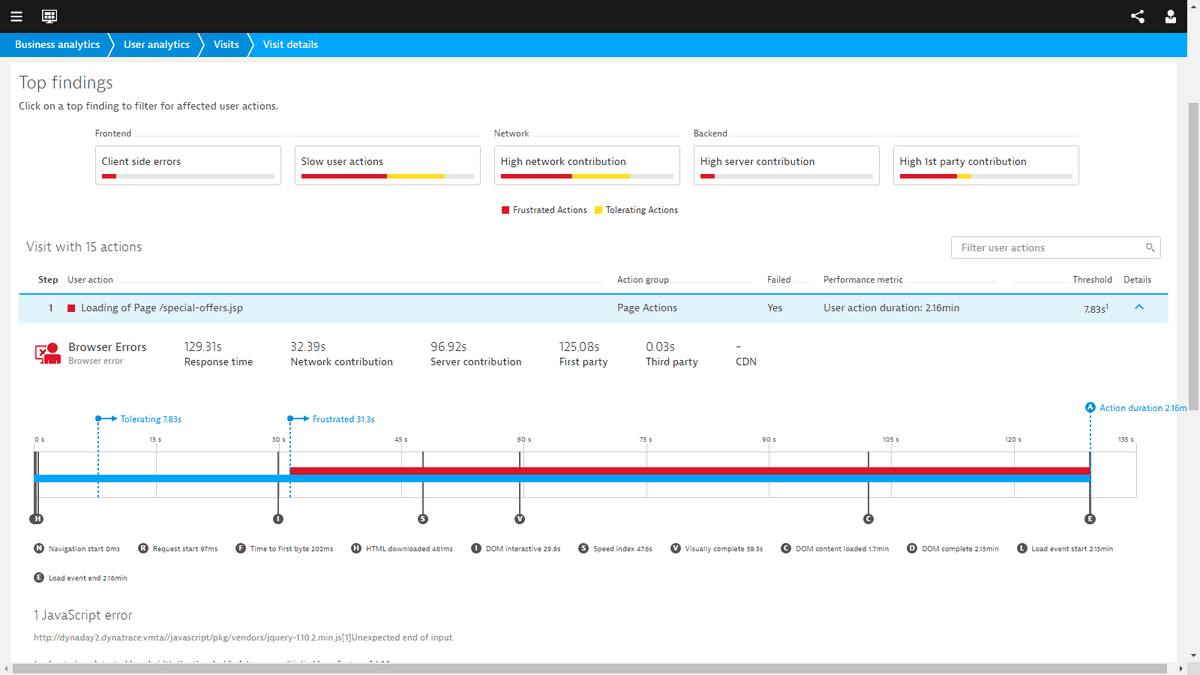 Business analytics User analytics Visits Visit details
Top findings
Click on a top finding to filter for affected user actions.
Frontend Network Backend
Client side errors Slow user actions High network contribution High server contribution High 1st party contribution
Frustrated Actions Tolerating Actions
Visit with 15 actions Filter user actions
Step User action Action group Failed Performance metric Threshold Details
1 Loading of Page /special-offers.jsp Page Actions Yes User action duration: 2.16min 7.83s1
Browser Errors 129.31s 32.39s 96.92s 125.08s 0.03s -
Browser error Response time Network contribution Server contribution First party Third party CDN
A Action duration 2.16m
Tolerating 7.83s Frustrated 31.3s
0 s 15 s 30 s 45 s 60 s 75 s 90 s 105 s 120 s 135 s
H I S V C E
N Navigation start 0ms R Request start 97ms F Time to first byte 202ms H HTML downloaded 461ms I DOM interactive 29.9s S Speed index 47.6s V Visually complete 59.5s C DOM content loaded 1.7min D DOM complete 2.15min L Load event start 2.15min
E Load event end 2.16min
1 JavaScript error
http://dynaday2.dynatrace.vmta//javascript/pkg/vendors/jquery-1.10.2.min.js[1]Unexpected end of input